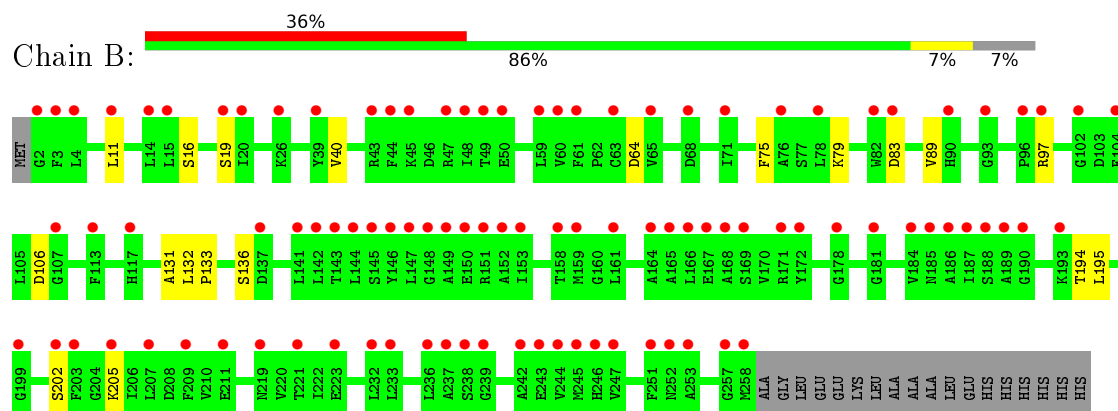 36%
Chain B:
86% 7% 7%
MET G2 F3 L4 L11 L14 L15 S16 S19 I20 K26 Y39 V40 R43 F44 K45 D46 R47 I48 T49 E50 L59 V60 F61 P62 C63 D64 V65 D68 I71 F75 A76 S77 L78 K79 W82 D83 V89 A90 G93 P96 R97 G102 D103 E104
L105 D106 G107 F113 H117 A131 L132 P133 S136 D137 L141 L142 T143 L144 S145 Y146 L147 G148 A149 E150 R151 A152 I153 T158 M159 G160 L161 A164 A165 L166 E167 A168 S169 V170 R171 Y172 G178 G181 V184 N185 A186 I187 S188 A189 G190 K193 T194 L195
G199 S202 F203 G204 K205 I206 L207 D208 F209 V210 E211 N219 V220 T221 I222 E223 L232 L233 L236 A237 S238 G239 A242 E243 V244 M245 H246 V247 F251 N252 A253 G257 M258 ALA GLY LEU GLU GLU LYS LEU ALA ALA ALA LEU GLU HIS HIS HIS HIS HIS HIS